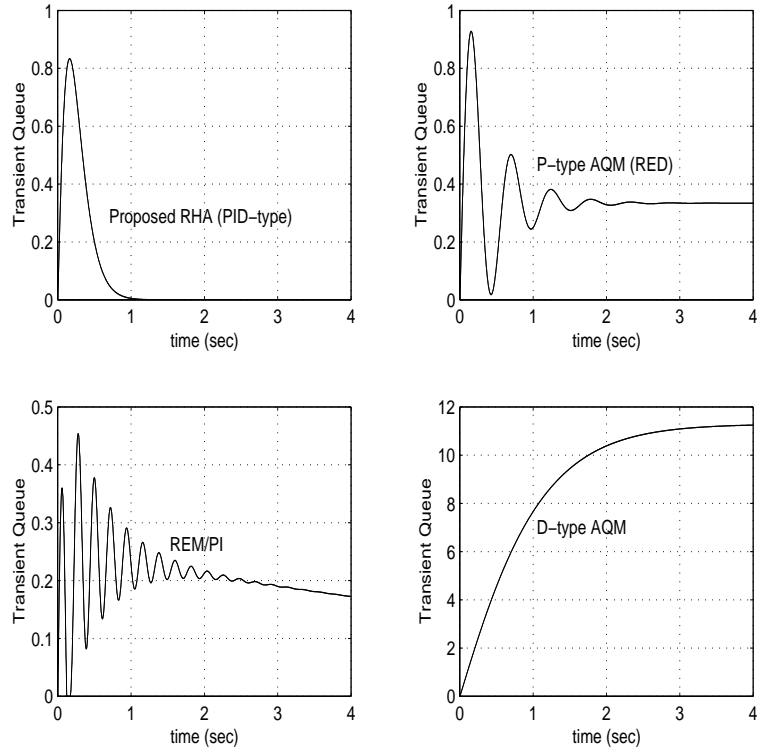 1
0.8
0.6
0.4
0.2
0
Transient Queue
Proposed RHA (PID-type)
0 1 2 3 4
time (sec)
1
0.8
0.6
0.4
0.2
0
Transient Queue
P-type AQM (RED)
0 1 2 3 4
time (sec)
0.5
0.4
0.3
0.2
0.1
0
Transient Queue
REM/PI
0 1 2 3 4
time (sec)
12
10
8
6
4
2
0
Transient Queue
D-type AQM
0 1 2 3 4
time (sec)